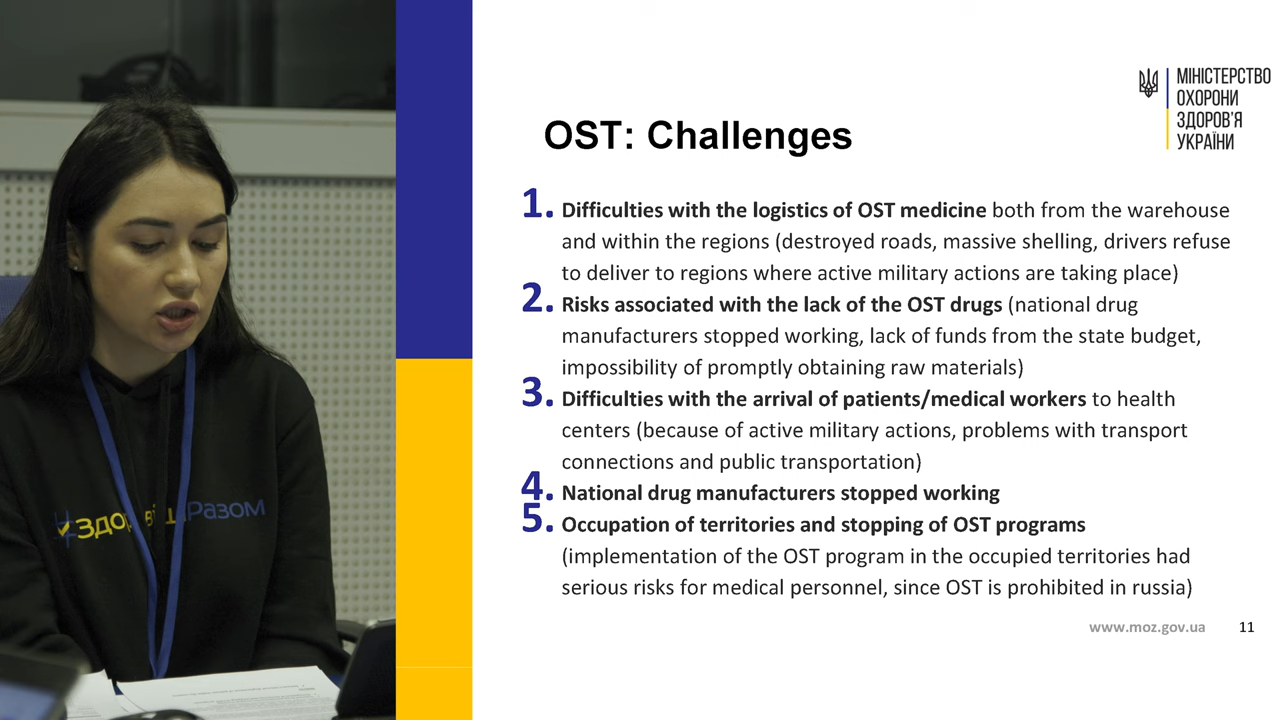 МІНІСТЕРСТВО
ОХОРОНИ
ЗДОРОВ'Я
УКРАЇНИ
OST: Challenges
1. Difficulties with the logistics of OST medicine both from the warehouse
and within the regions (destroyed roads, massive shelling, drivers refuse
to deliver to regions where active military actions are taking place)
2. Risks associated with the lack of the OST drugs (national drug
manufacturers stopped working, lack of funds from the state budget,
impossibility of promptly obtaining raw materials)
3. Difficulties with the arrival of patients/medical workers to health
centers (because of active military actions, problems with transport
connections and public transportation)
4. National drug manufacturers stopped working
5. Occupation of territories and stopping of OST programs
(implementation of the OST program in the occupied territories had
serious risks for medical personnel, since OST is prohibited in russia)
www.moz.gov.ua 11